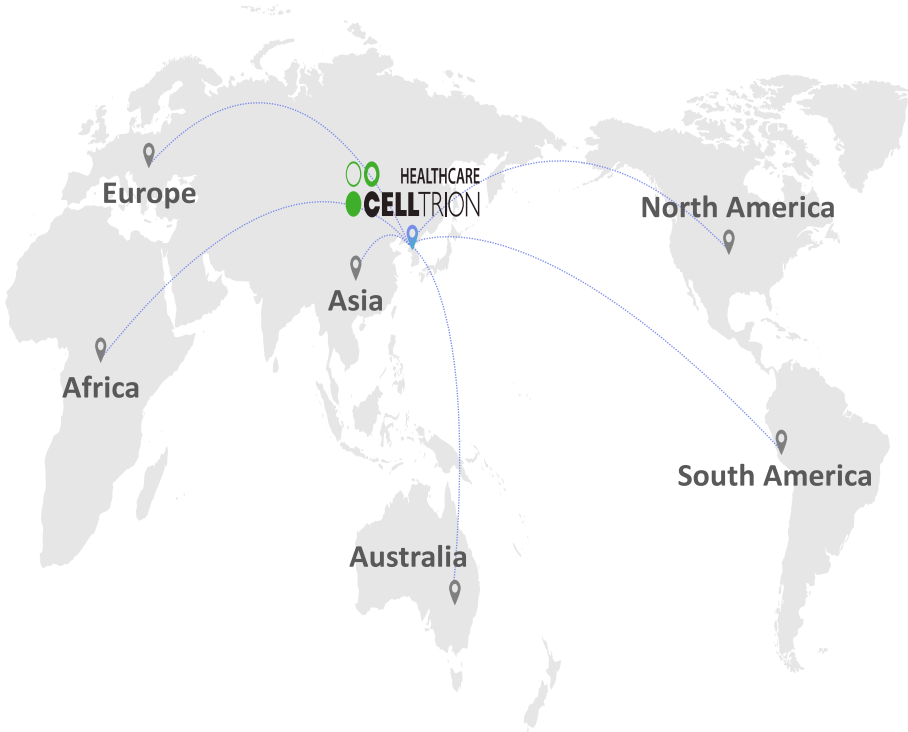 HEALTHCARE
CELLTRION
Europe
North America
Asia
Africa
South America
Australia